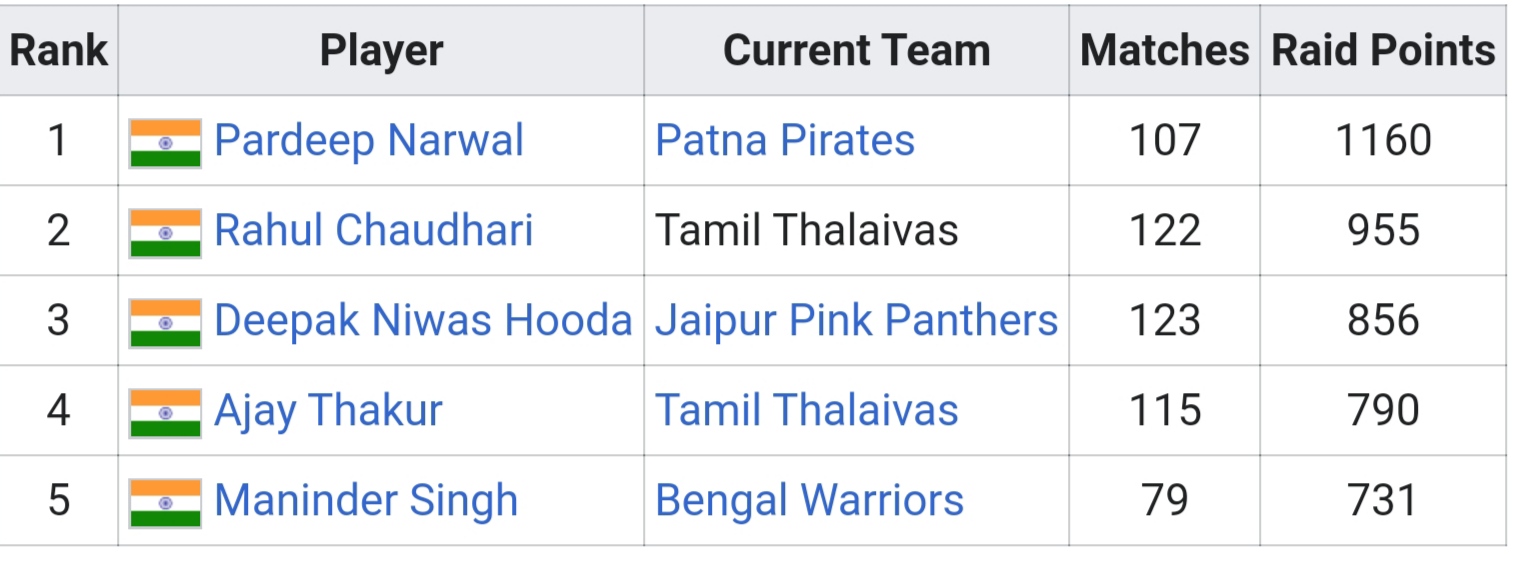 Rank Player Current Team Matches Raid Points
1 Pardeep Narwal Patna Pirates 107 1160
2 Rahul Chaudhari Tamil Thalaivas 122 955
3 Deepak Niwas Hooda Jaipur Pink Panthers 123 856
4 Ajay Thakur Tamil Thalaivas 115 790
5 Maninder Singh Bengal Warriors 79 731